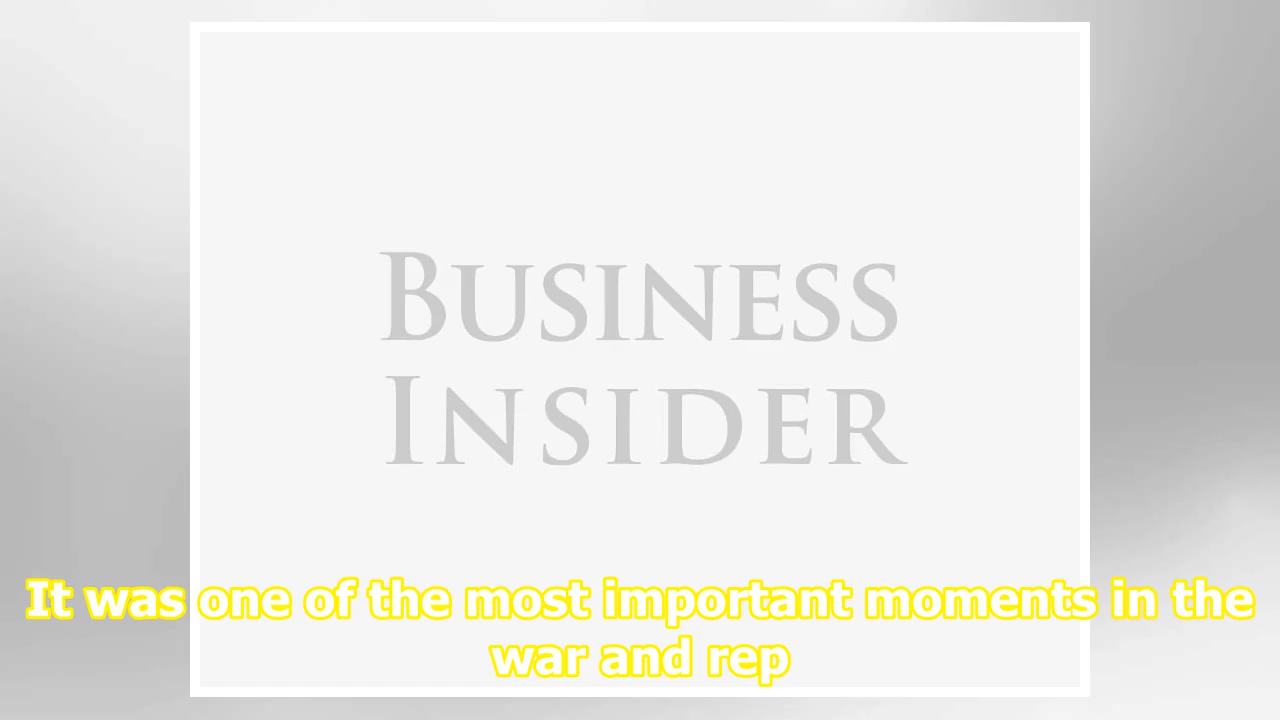 BUSINESS
INSIDER
It was one of the most important moments in the
war and rep